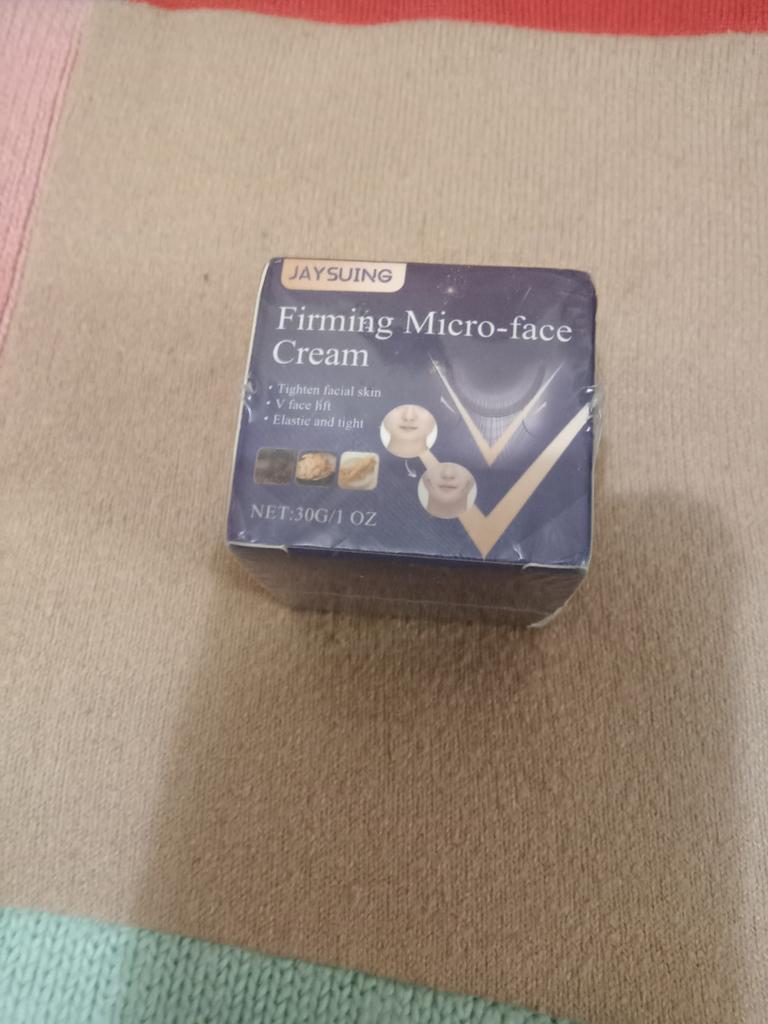 JAYSUING
Firming Micro-face
Cream
• Tighten facial skin
• V face lift
• Elastic and tight
NET:30G/1 OZ